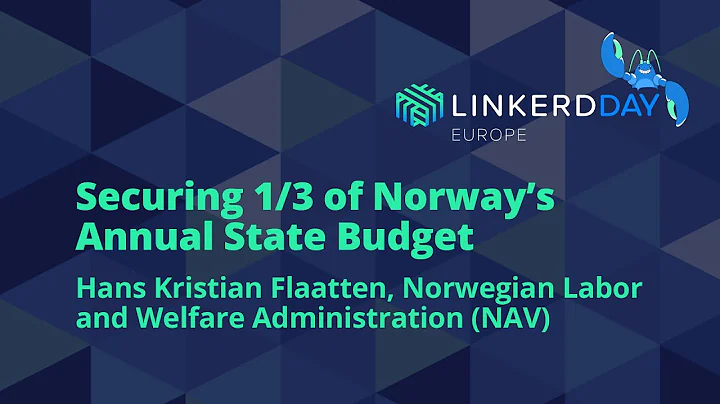 LINKERDDAY
EUROPE
Securing 1/3 of Norway’s
Annual State Budget
Hans Kristian Flaatten, Norwegian Labor
and Welfare Administration (NAV)